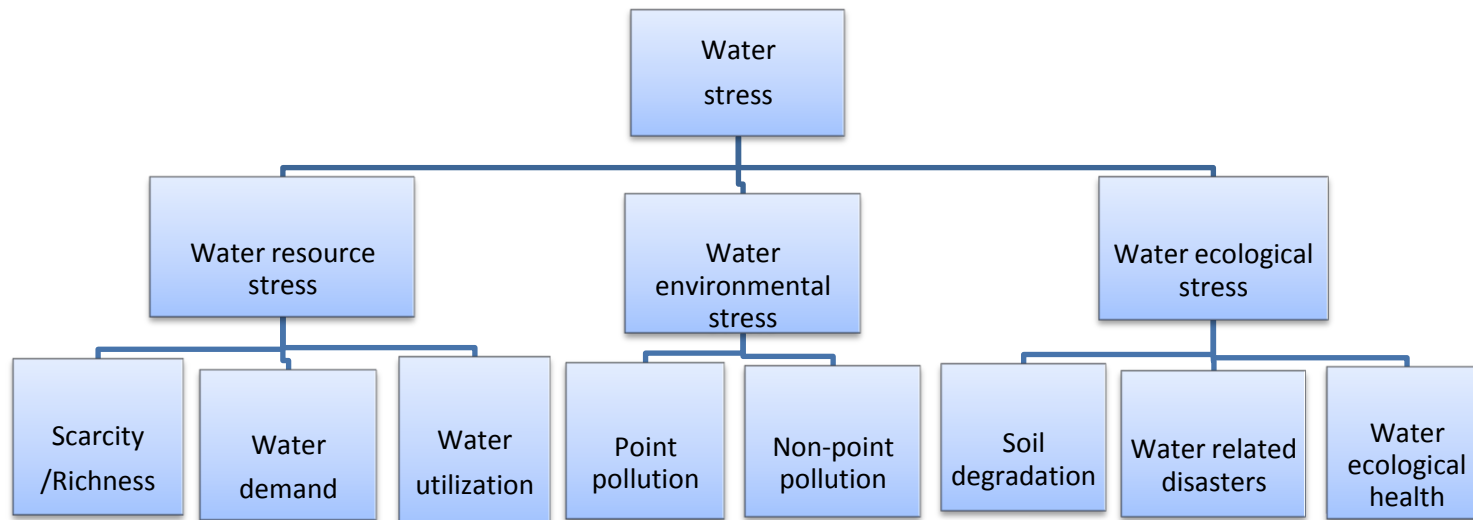 Water
stress
Water resource
stress
Water
environmental
stress
Water ecological
stress
Scarcity
/Richness
Water
demand
Water
utilization
Point
pollution
Non-point
pollution
Soil
degradation
Water related
disasters
Water
ecological
health